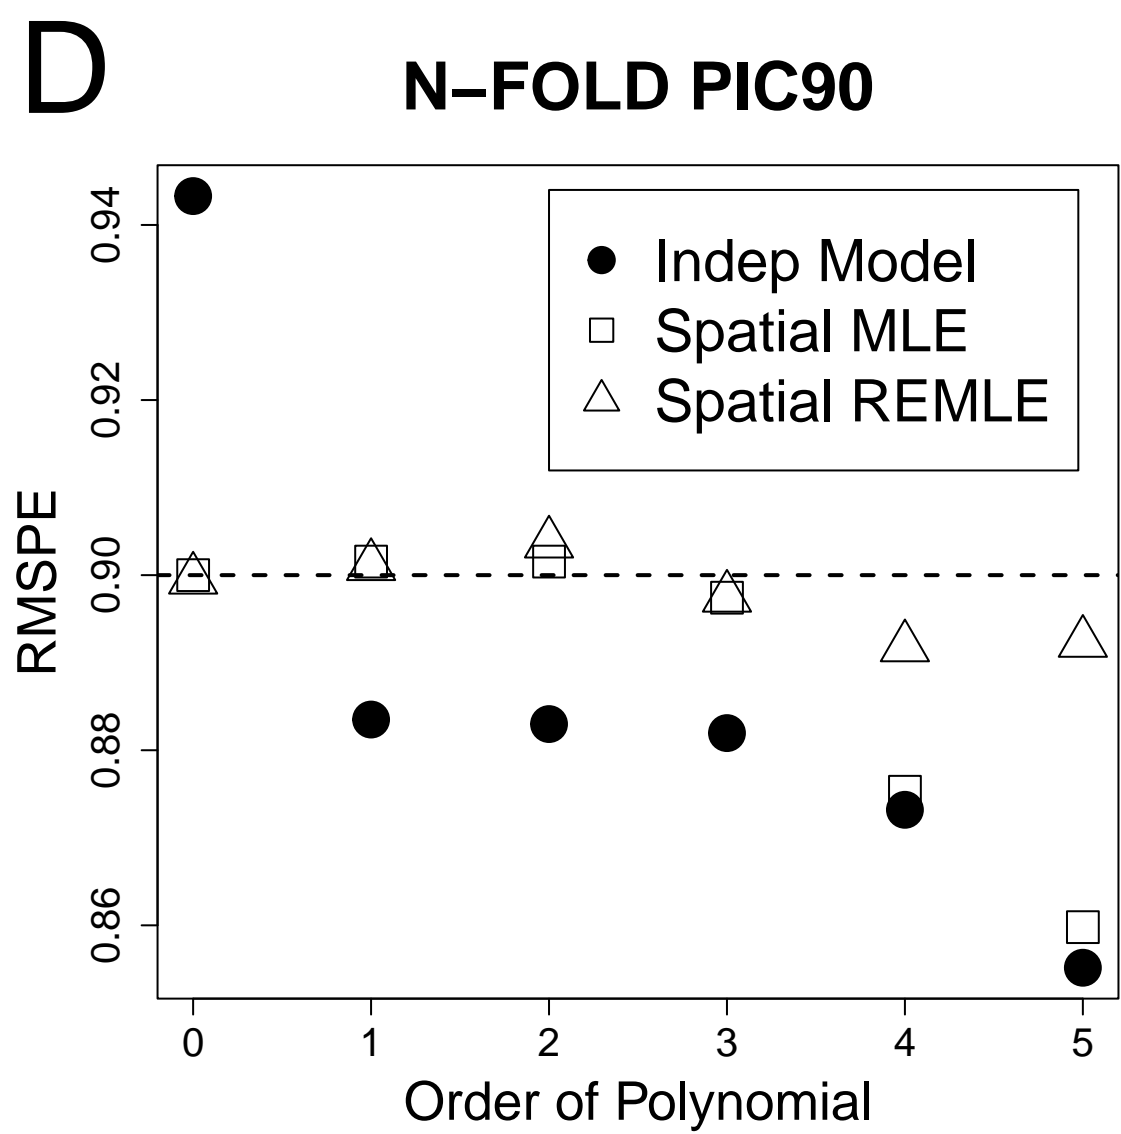 D
N–FOLD PIC90
0.94
0.92
0.90
0.88
0.86
RMSPE
Indep Model
Spatial MLE
Spatial REMLE
0 1 2 3 4 5
Order of Polynomial